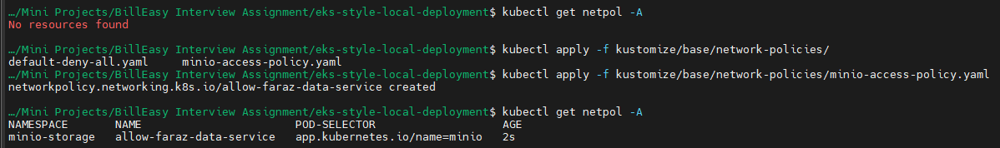 …/Mini Projects/BillEasy Interview Assignment/eks-style-local-deployment$ kubectl get netpol -A
No resources found
…/Mini Projects/BillEasy Interview Assignment/eks-style-local-deployment$ kubectl apply -f kustomize/base/network-policies/
default-deny-all.yaml     minio-access-policy.yaml
…/Mini Projects/BillEasy Interview Assignment/eks-style-local-deployment$ kubectl apply -f kustomize/base/network-policies/minio-access-policy.yaml
networkpolicy.networking.k8s.io/allow-faraz-data-service created
…/Mini Projects/BillEasy Interview Assignment/eks-style-local-deployment$ kubectl get netpol -A
NAMESPACE       NAME                       POD-SELECTOR                   AGE
minio-storage   allow-faraz-data-service   app.kubernetes.io/name=minio   2s